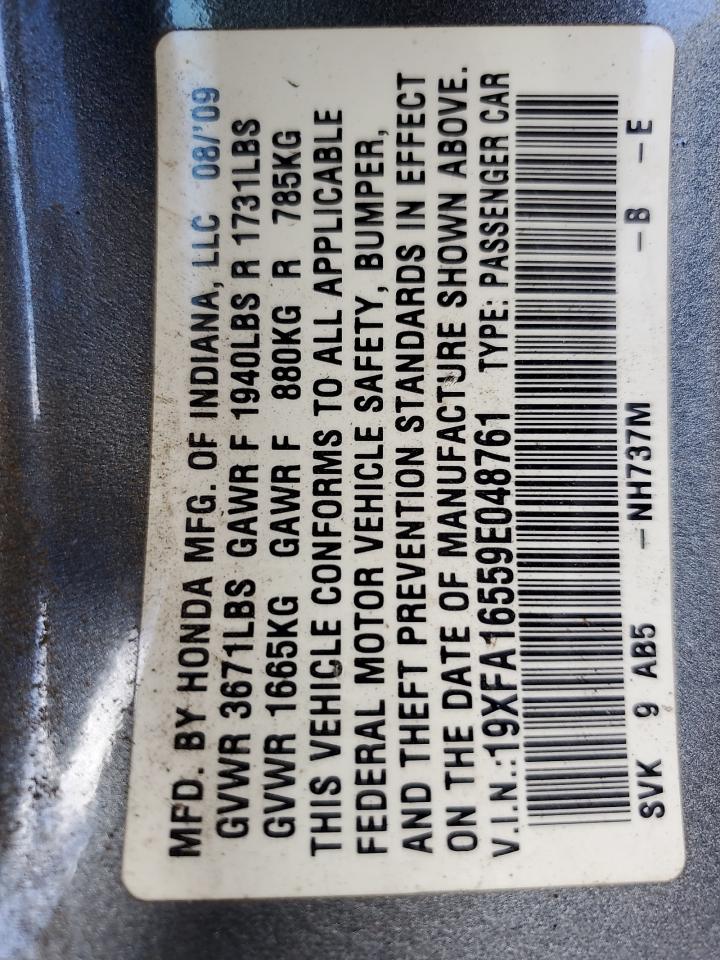 MFD. BY HONDA MFG. OF INDIANA, LLC 08/'09
GVWR 3671LBS GAWR F 1940LBS R 1731LBS
GVWR 1665KG GAWR F 880KG R 785KG
THIS VEHICLE CONFORMS TO ALL APPLICABLE
FEDERAL MOTOR VEHICLE SAFETY, BUMPER,
AND THEFT PREVENTION STANDARDS IN EFFECT
ON THE DATE OF MANUFACTURE SHOWN ABOVE.
V.I.N.:19XFA16559E048761 TYPE: PASSENGER CAR
SVK 9 AB5 -NH737M -B -E